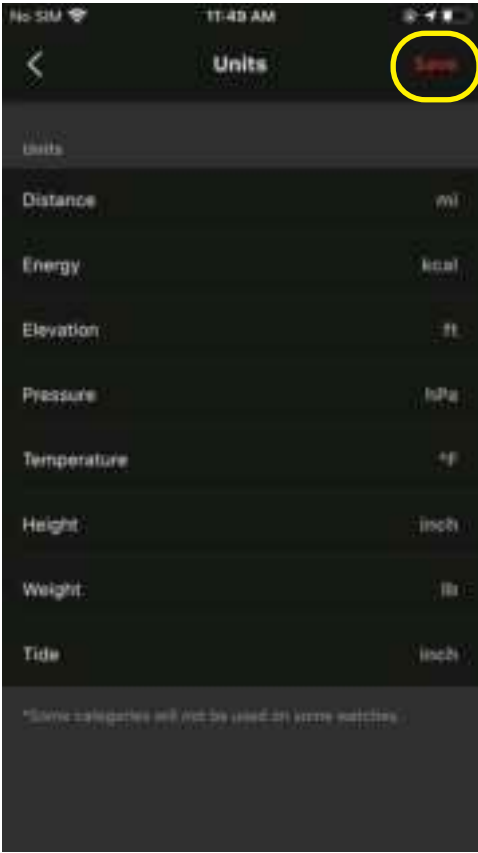 No SIM 11:49 AM
Units Save
Units
Distance mi
Energy kcal
Elevation ft
Pressure hPa
Temperature °F
Height inch
Weight lb
Tide inch
*Some categories will not be used on some watches.